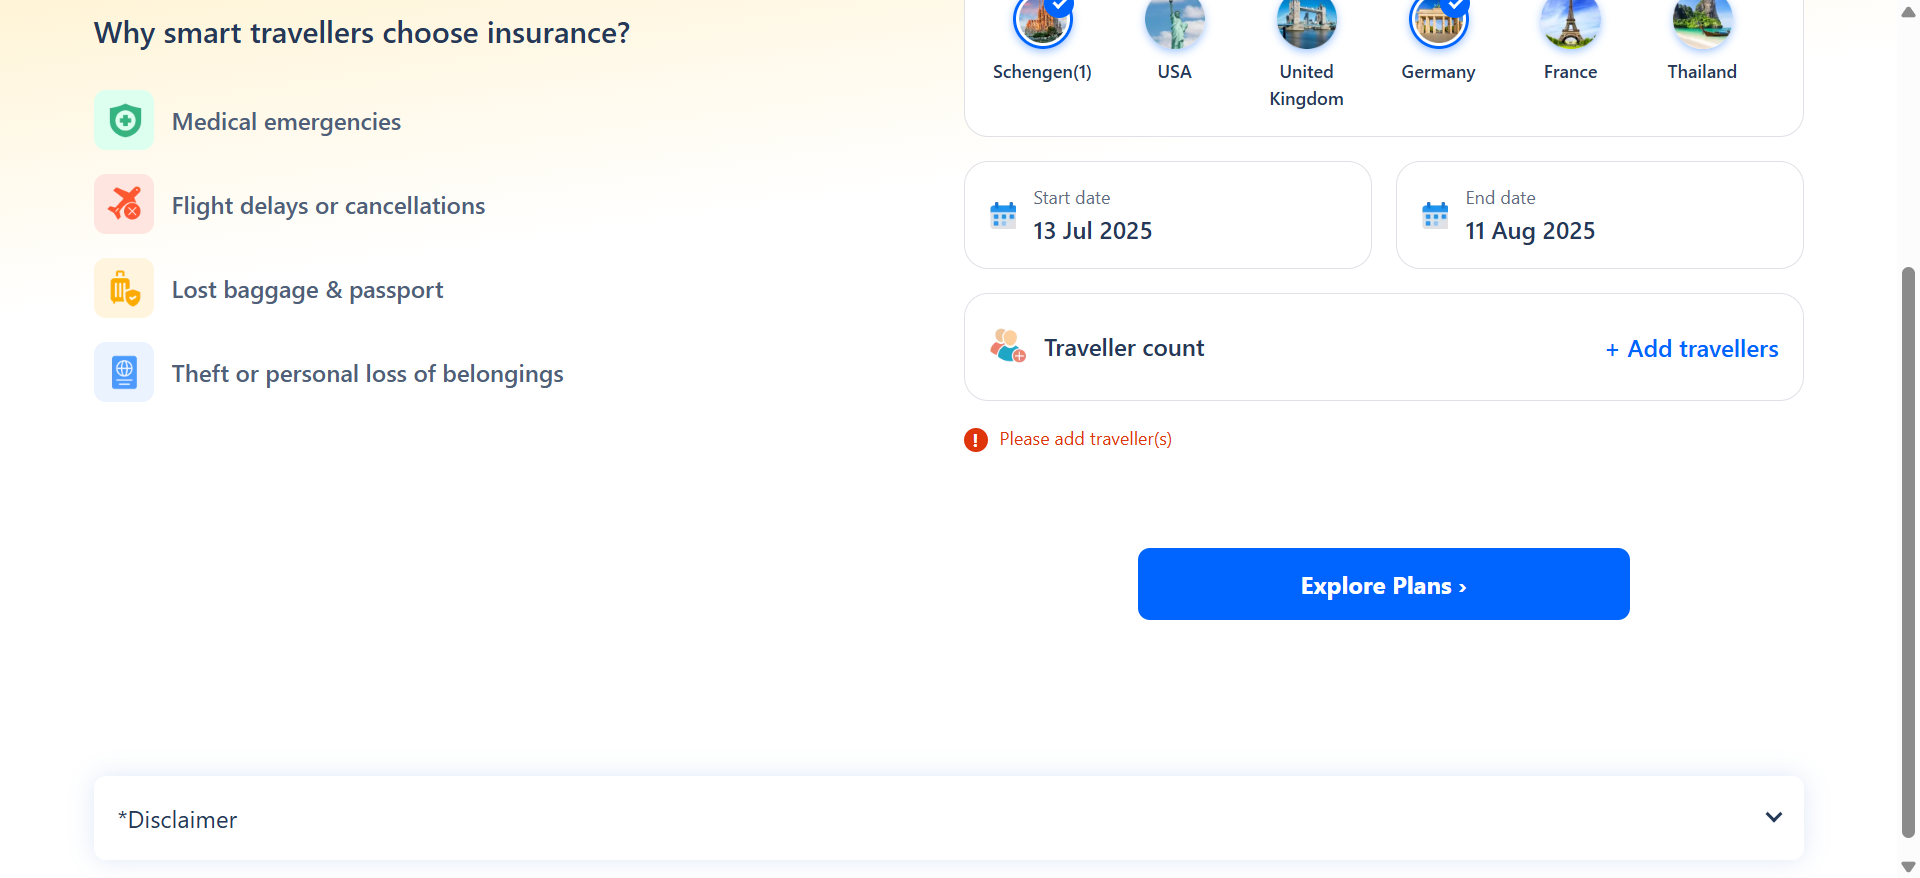 Why smart travellers choose insurance?
Medical emergencies
Flight delays or cancellations
Lost baggage & passport
Theft or personal loss of belongings
Schengen(1)
USA
United
Kingdom
Germany
France
Thailand
Start date
13 Jul 2025
End date
11 Aug 2025
Traveller count
+ Add travellers
Please add traveller(s)
Explore Plans ›
*Disclaimer